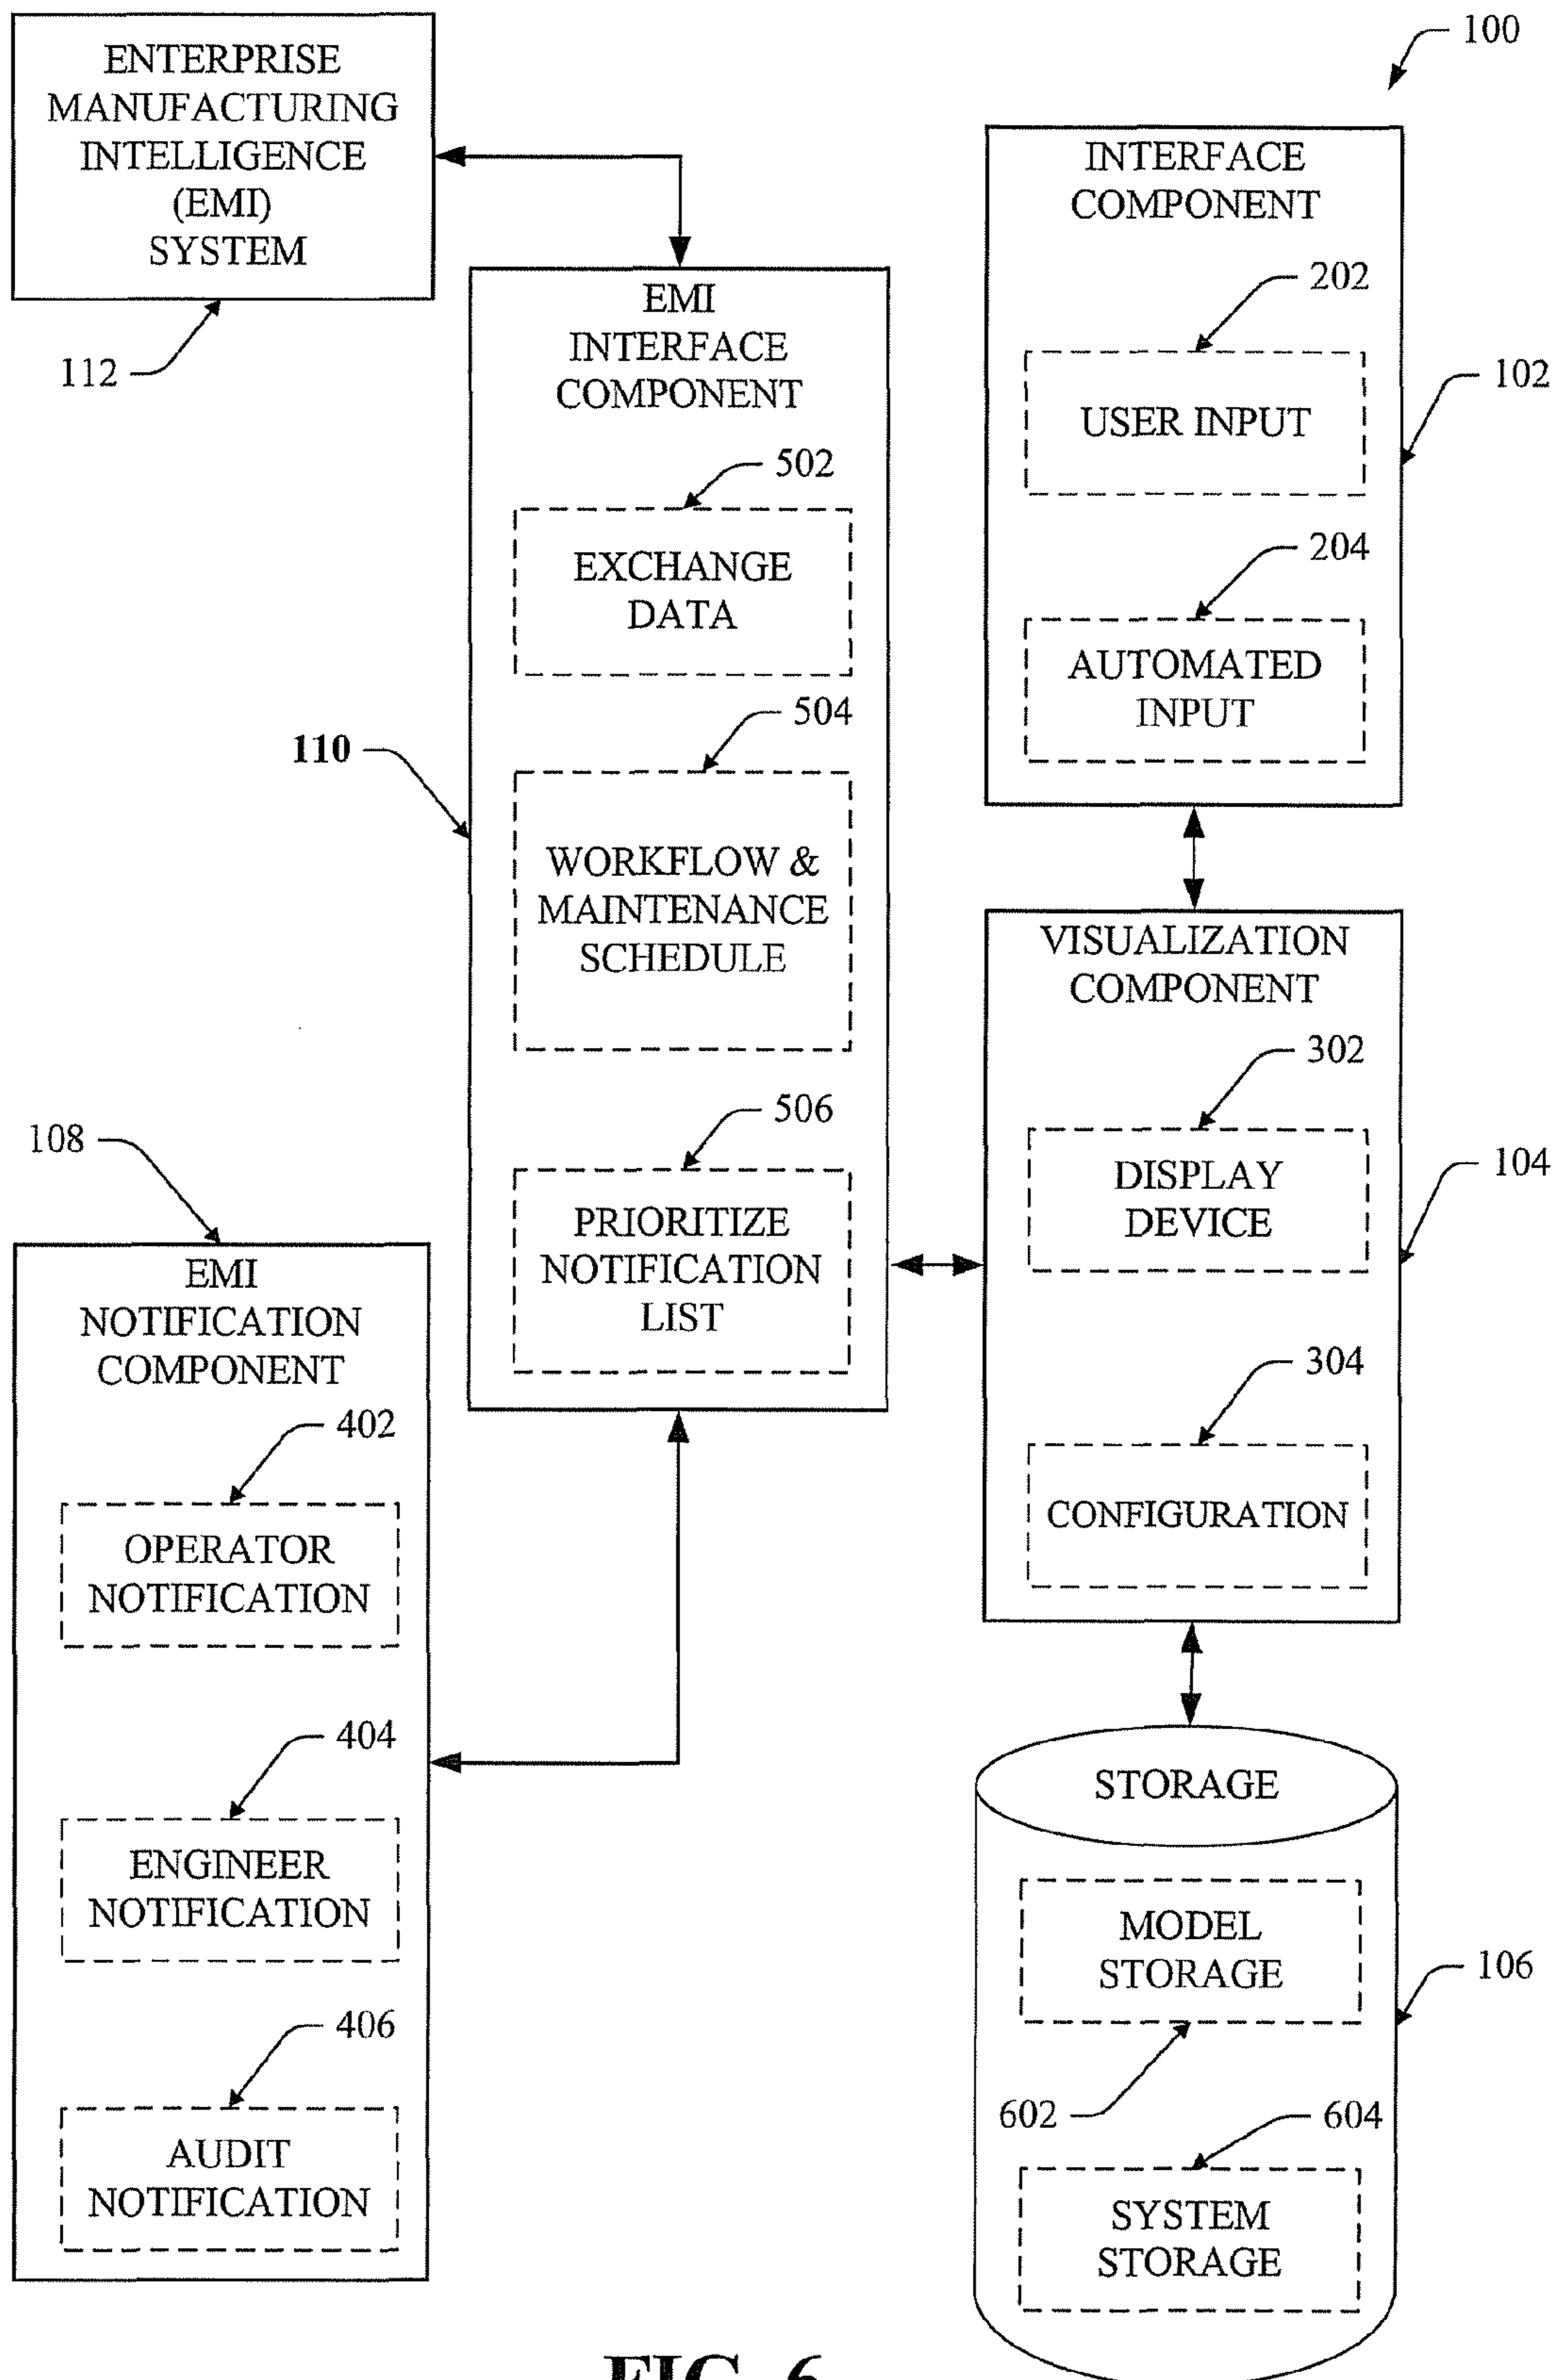 100
ENTERPRISE
MANUFACTURING
INTELLIGENCE
(EMI)
SYSTEM
112
EMI
INTERFACE
COMPONENT
502
EXCHANGE
DATA
504
110
WORKFLOW &
MAINTENANCE
SCHEDULE
506
PRIORITIZE
NOTIFICATION
LIST
INTERFACE
COMPONENT
202
102
USER INPUT
204
AUTOMATED
INPUT
VISUALIZATION
COMPONENT
302
104
DISPLAY
DEVICE
304
CONFIGURATION
108
EMI
NOTIFICATION
COMPONENT
402
OPERATOR
NOTIFICATION
404
ENGINEER
NOTIFICATION
406
AUDIT
NOTIFICATION
STORAGE
MODEL
STORAGE
106
602
604
SYSTEM
STORAGE
FIG. 6